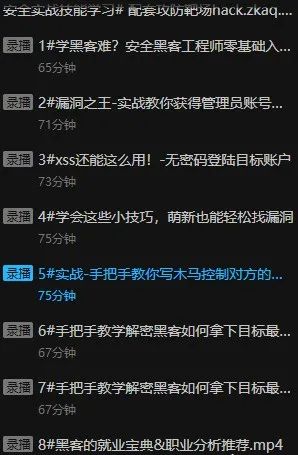 安全实战技能学习# 配套攻防靶场hack.zkaq....
录播 1#学黑客难？安全黑客工程师零基础入...
65分钟
录播 2#漏洞之王-实战教你获得管理员账号...
71分钟
录播 3#xss还能这么用！-无密码登陆目标账户
73分钟
录播 4#学会这些小技巧，萌新也能轻松找漏洞
75分钟
录播 5#实战-手把手教你写木马控制对方的...
75分钟
录播 6#手把手教学解密黑客如何拿下目标最...
67分钟
录播 7#手把手教学解密黑客如何拿下目标最...
67分钟
录播 8#黑客的就业宝典&职业分析推荐.mp4